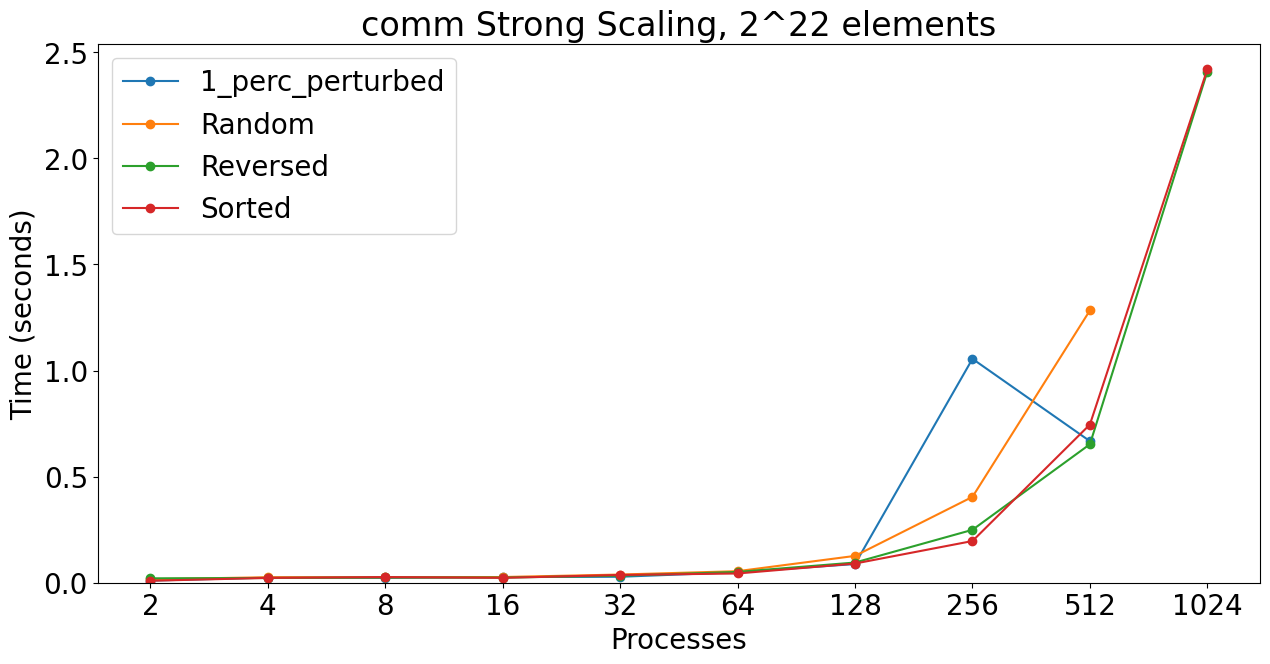 comm Strong Scaling, 2^22 elements
1_perc_perturbed
Random
Reversed
Sorted
Time (seconds)
2.5
2.0
1.5
1.0
0.5
0.0
2 4 8 16 32 64 128 256 512 1024
Processes